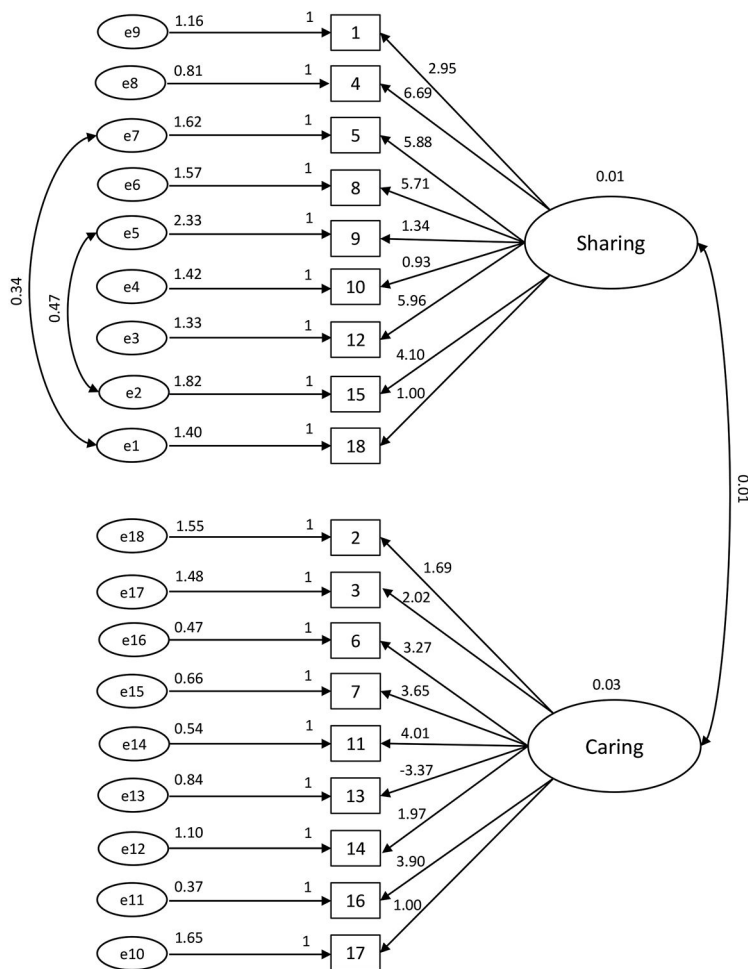 e9 1.16 1 1 2.95
e8 0.81 1 4 6.69
e7 1.62 1 5 5.88
0.01
e6 1.57 1 8 5.71
e5 2.33 1 9 1.34
Sharing
e4 1.42 1 10 0.93
0.34
0.47
e3 1.33 1 12 5.96
e2 1.82 1 15 4.10
e1 1.40 1 18 1.00
0.01
e18 1.55 1 2 1.69
e17 1.48 1 3 2.02
e16 0.47 1 6 3.27
e15 0.66 1 7 3.65
0.03
e14 0.54 1 11 4.01
Caring
e13 0.84 1 13 -3.37
e12 1.10 1 14 1.97
e11 0.37 1 16 3.90
e10 1.65 1 17 1.00